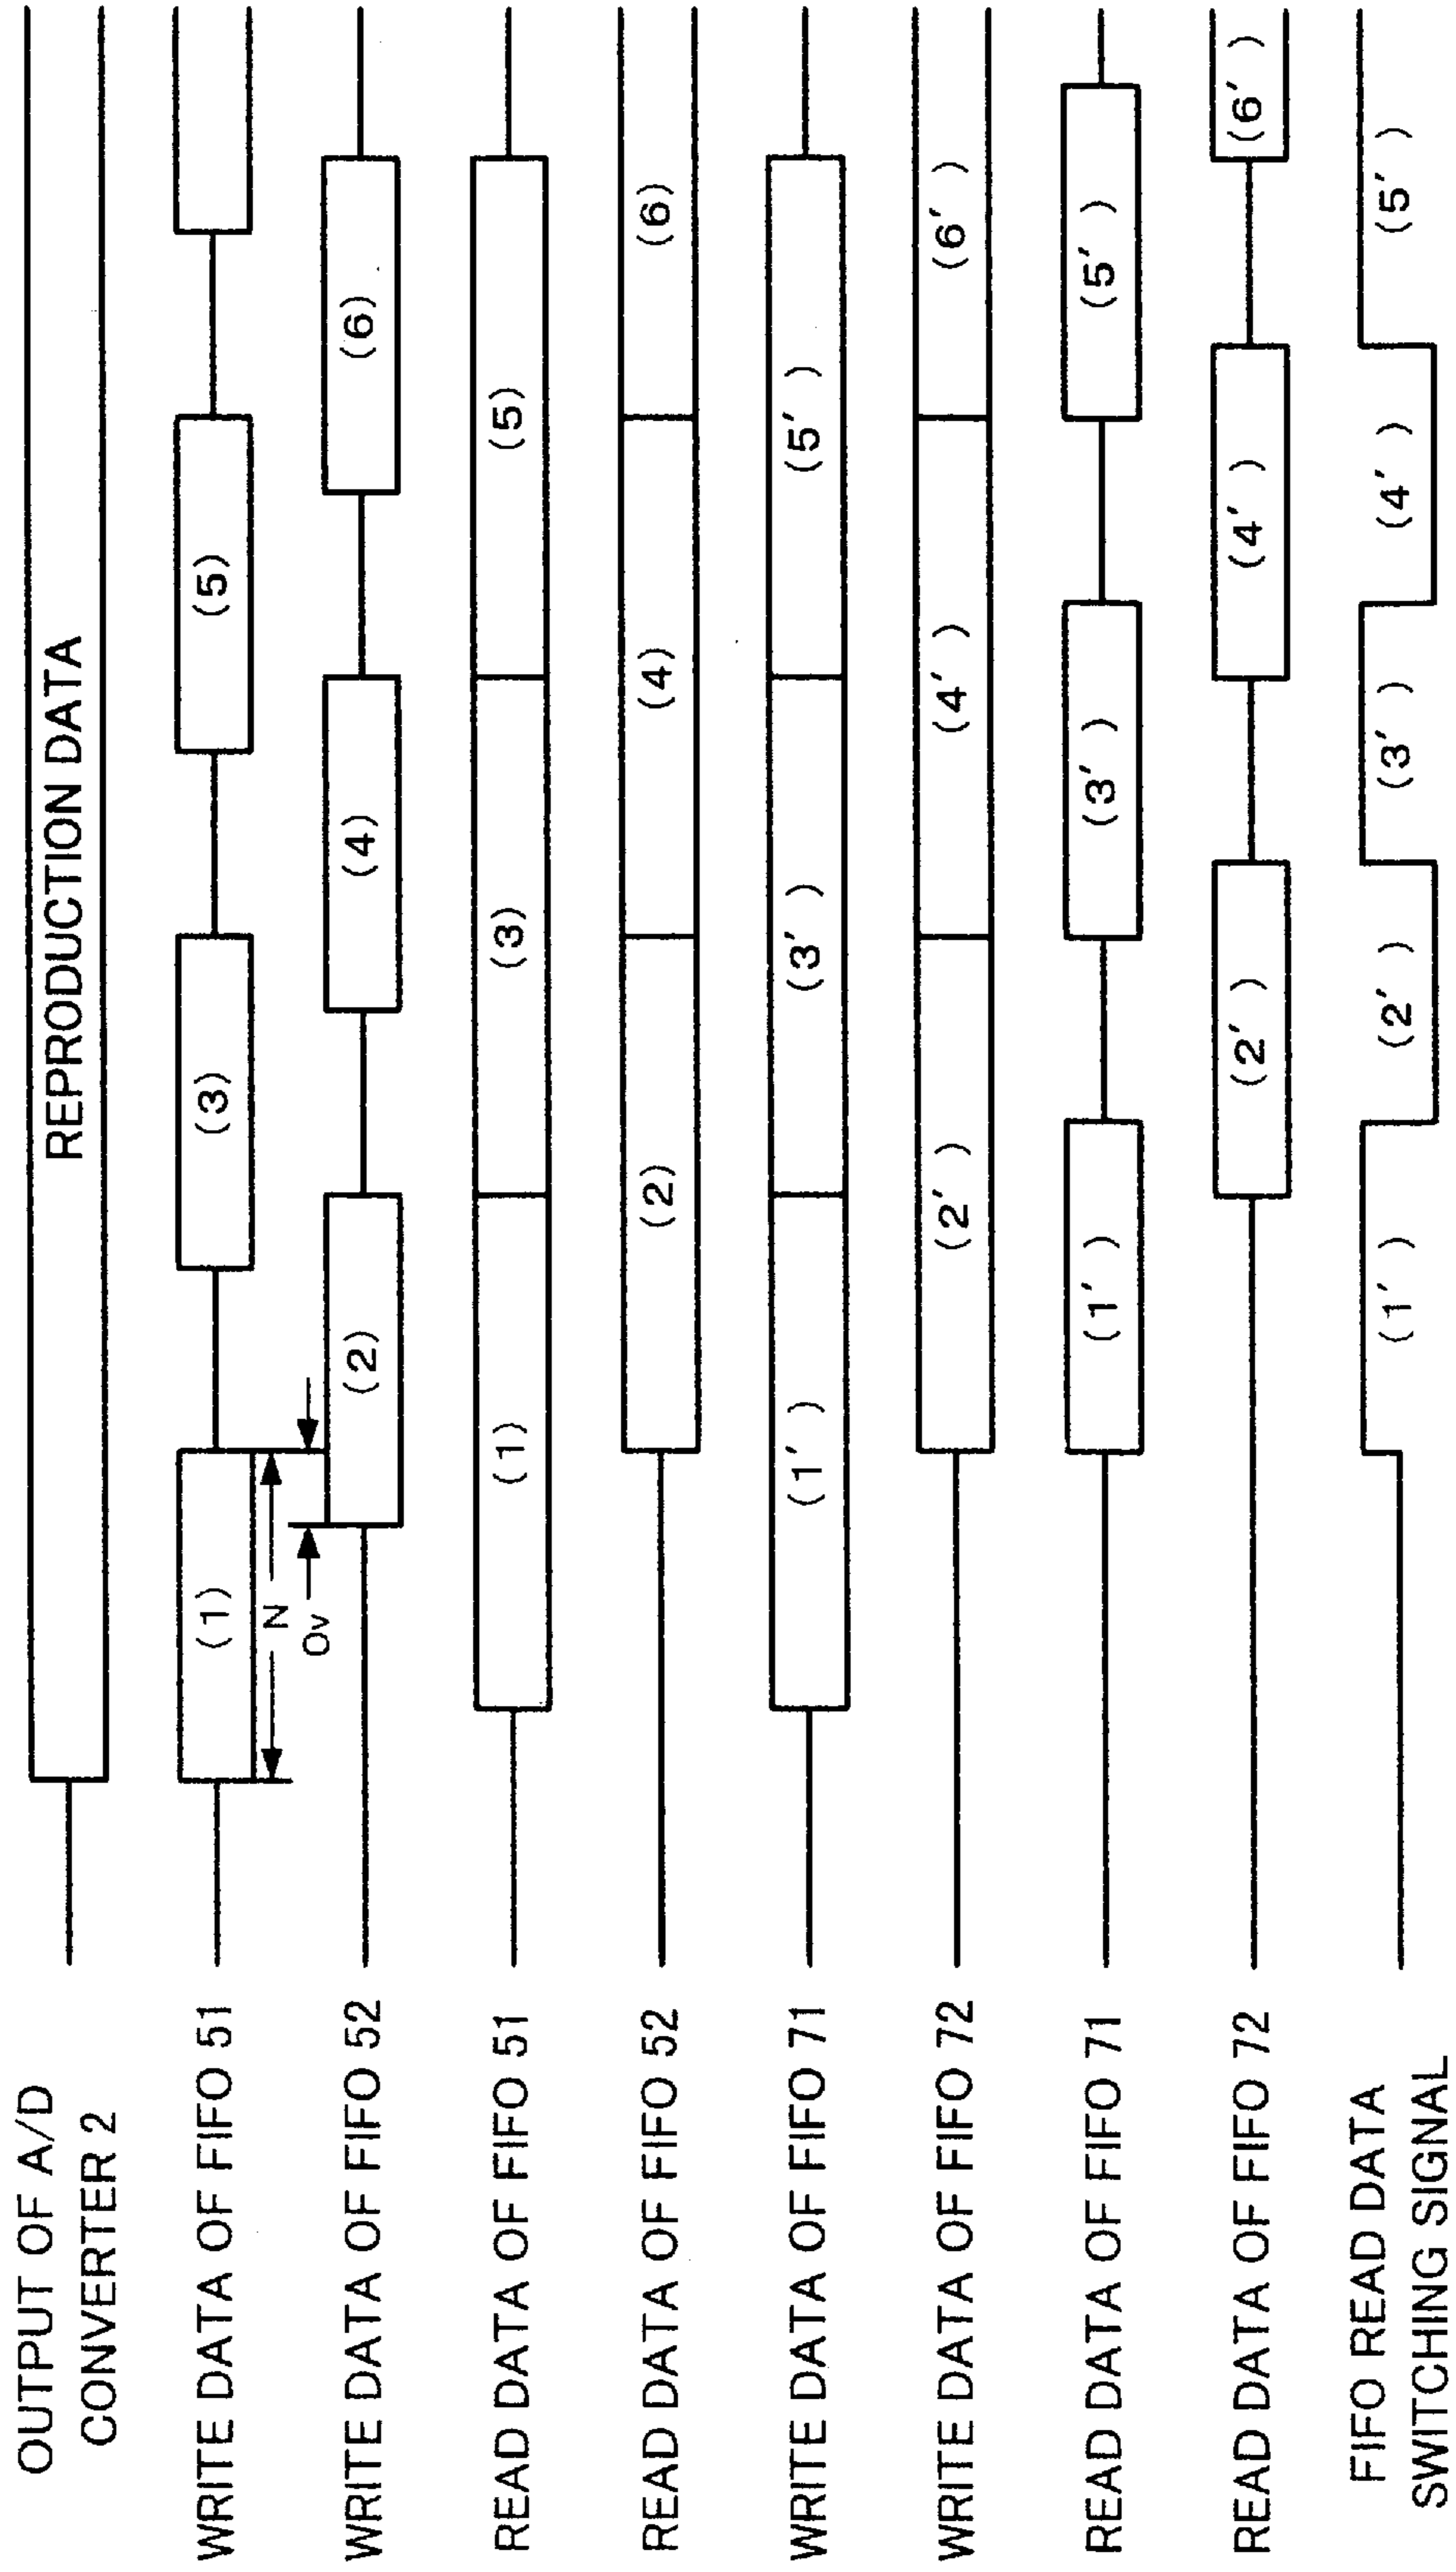 OUTPUT OF A/D
CONVERTER 2
REPRODUCTION DATA
WRITE DATA OF FIFO 51
(1)
(3)
(5)
N
Ov
WRITE DATA OF FIFO 52
(2)
(4)
(6)
READ DATA OF FIFO 51
(1)
(3)
(5)
READ DATA OF FIFO 52
(2)
(4)
(6)
WRITE DATA OF FIFO 71
(1′)
(3′)
(5′)
WRITE DATA OF FIFO 72
(2′)
(4′)
(6′)
READ DATA OF FIFO 71
(1′)
(3′)
(5′)
READ DATA OF FIFO 72
(2′)
(4′)
(6′)
FIFO READ DATA
SWITCHING SIGNAL
(1′)
(2′)
(3′)
(4′)
(5′)